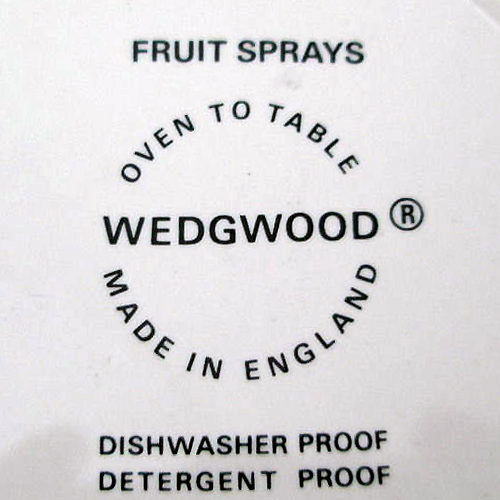 FRUIT SPRAYS
OVEN TO TABLE
WEDGWOOD®
MADE IN ENGLAND
DISHWASHER PROOF
DETERGENT PROOF